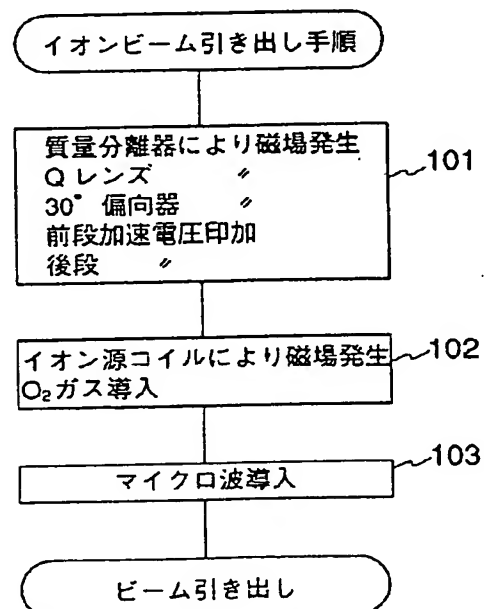 イオンビーム引き出し手順
質量分離器により磁場発生
Qレンズ 〃
30° 偏向器 〃
前段加速電圧印加
後段 〃
101
イオン源コイルにより磁場発生
O₂ガス導入
102
マイクロ波導入
103
ビーム引き出し